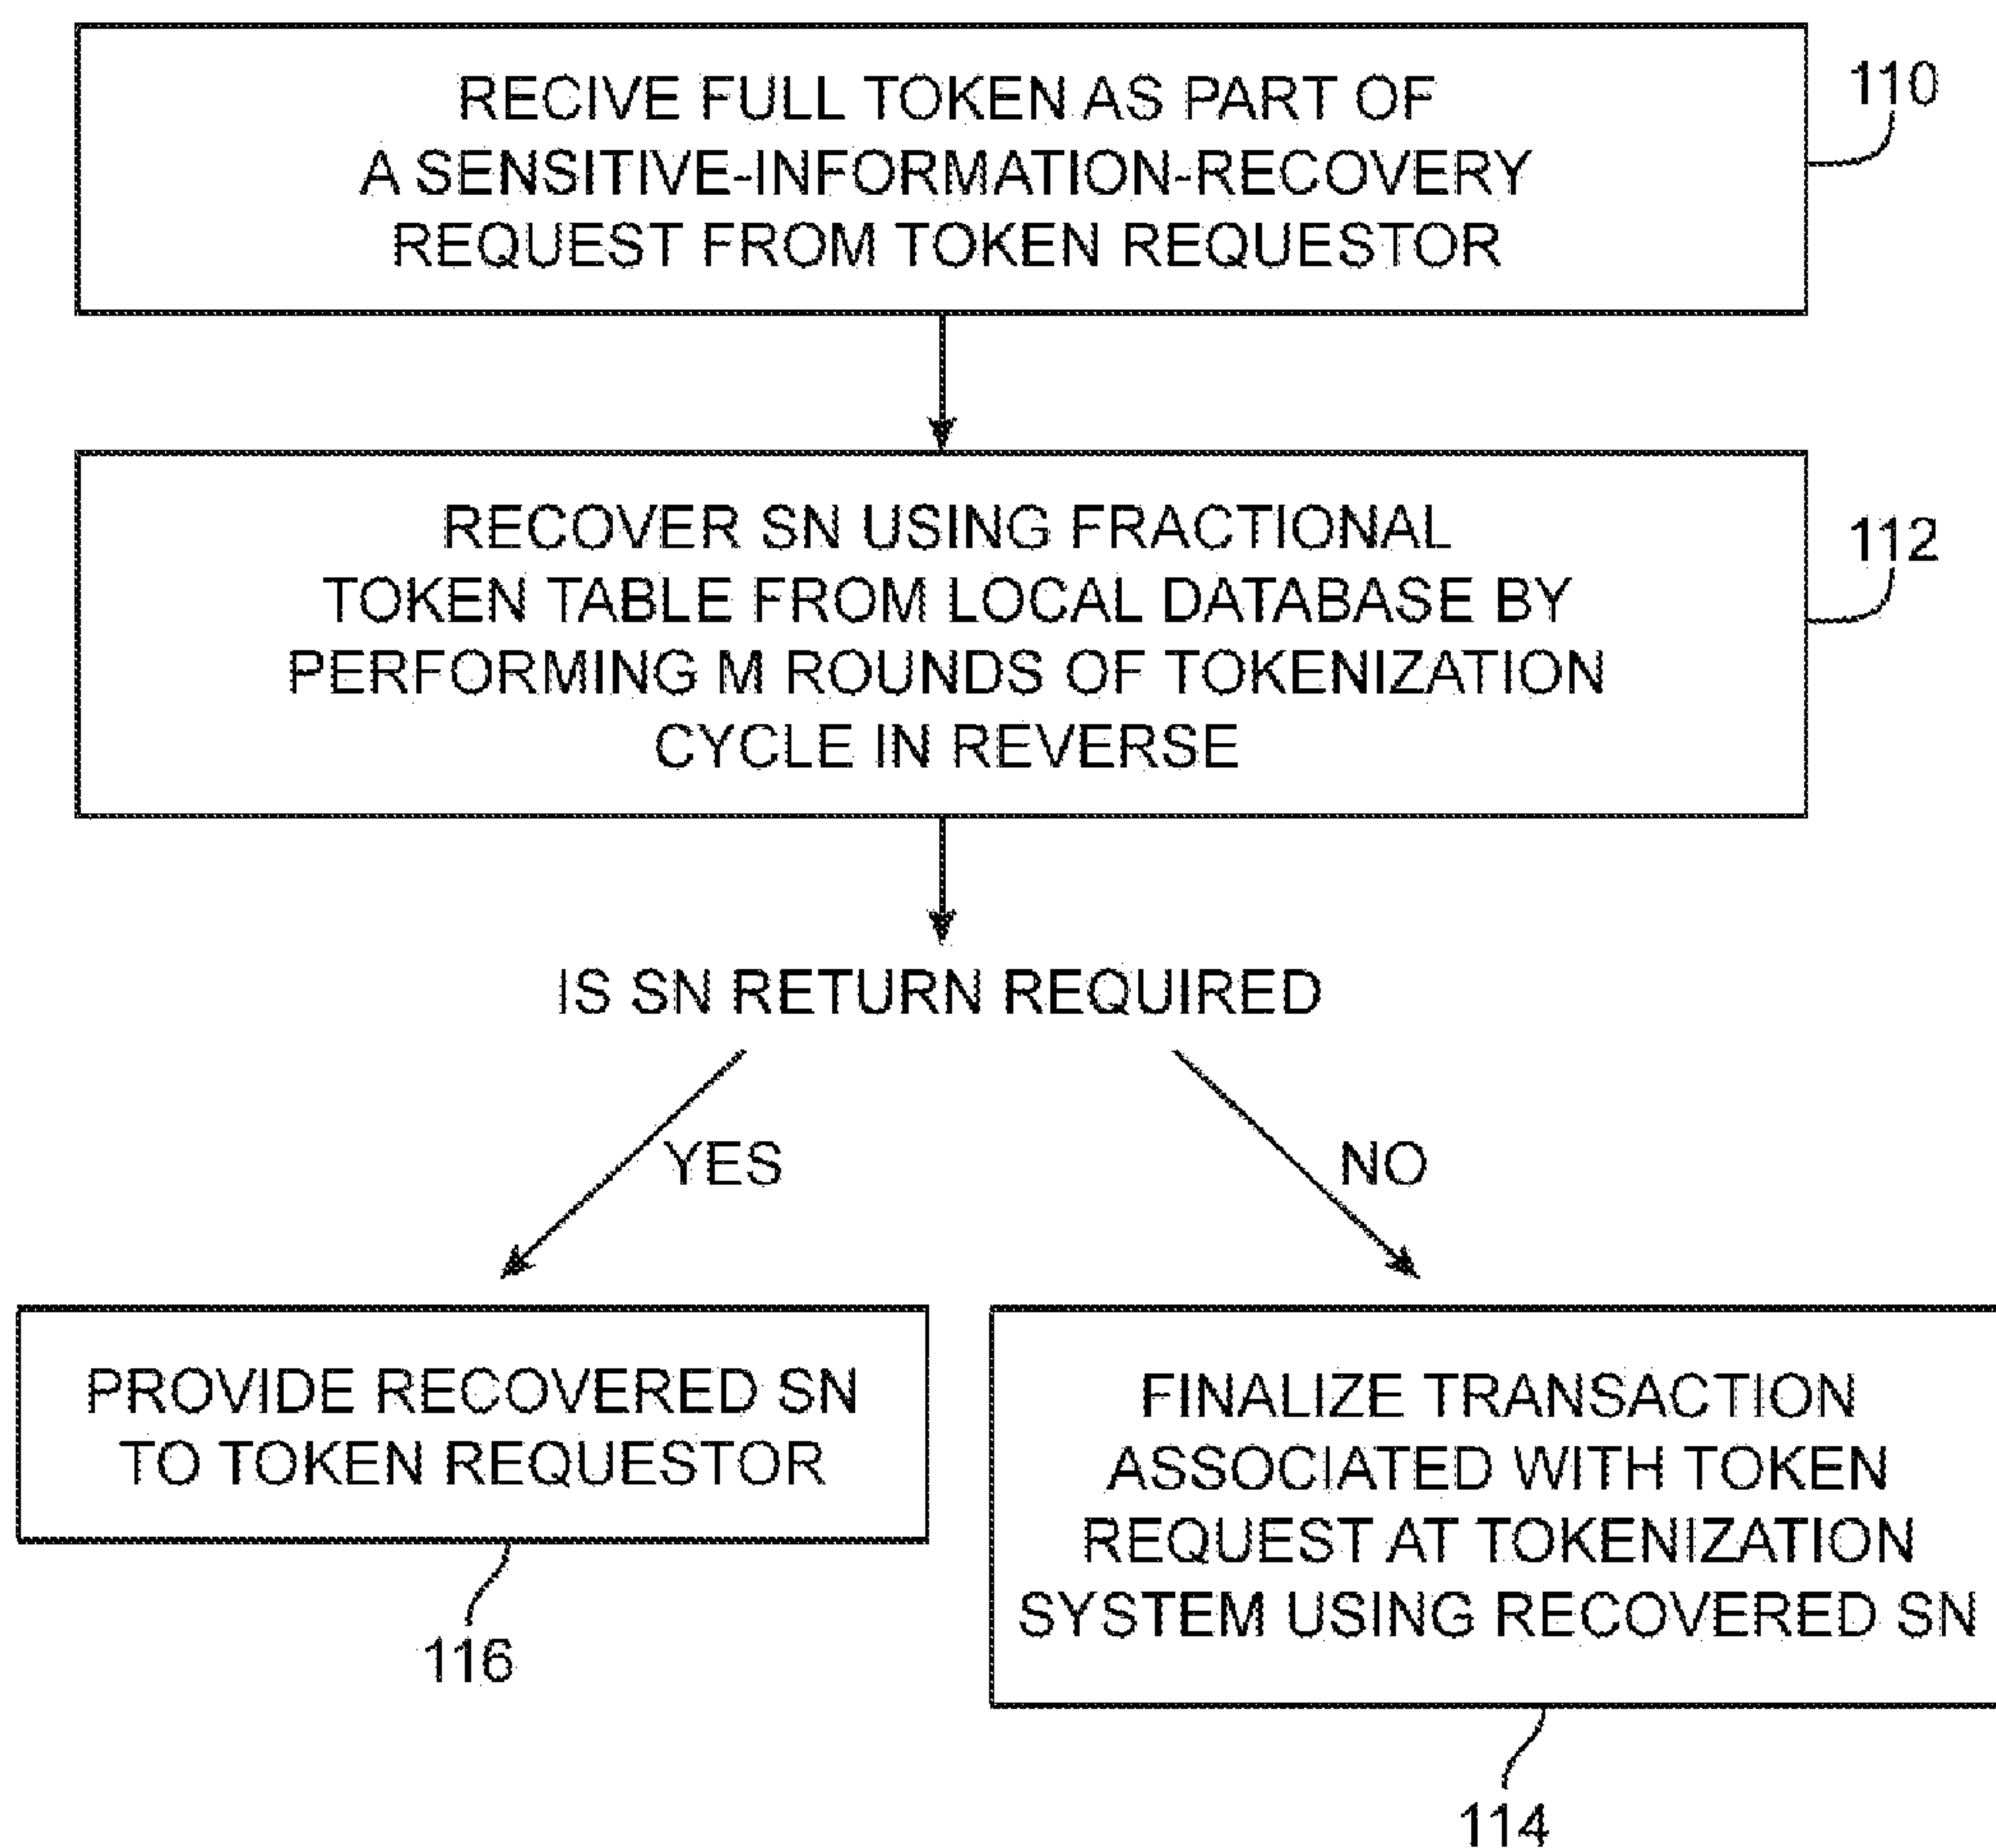 RECIVE FULL TOKEN AS PART OF
A SENSITIVE-INFORMATION-RECOVERY
REQUEST FROM TOKEN REQUESTOR
110
RECOVER SN USING FRACTIONAL
TOKEN TABLE FROM LOCAL DATABASE BY
PERFORMING M ROUNDS OF TOKENIZATION
CYCLE IN REVERSE
112
IS SN RETURN REQUIRED
YES
NO
PROVIDE RECOVERED SN
TO TOKEN REQUESTOR
116
FINALIZE TRANSACTION
ASSOCIATED WITH TOKEN
REQUEST AT TOKENIZATION
SYSTEM USING RECOVERED SN
114